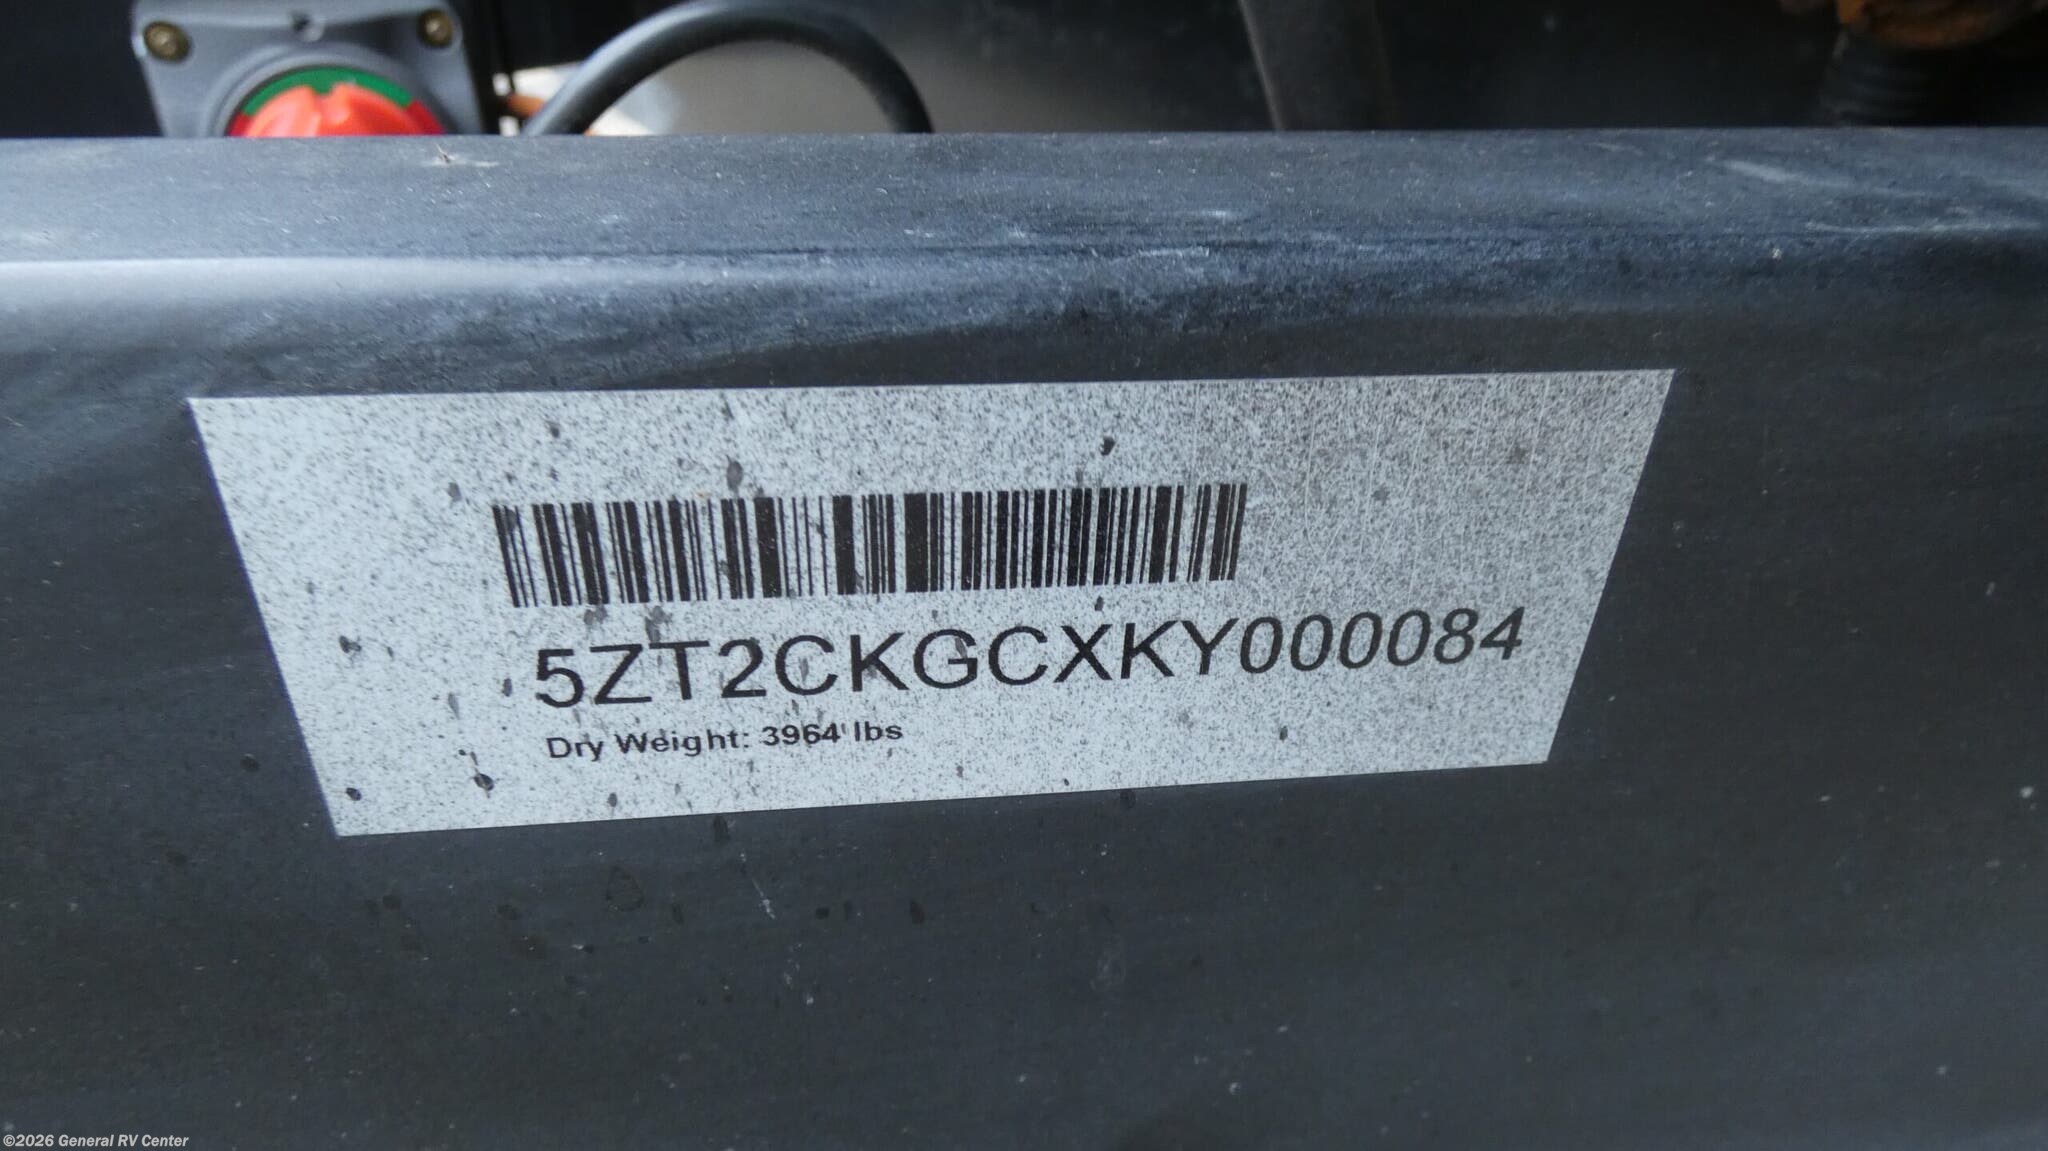 5ZT2CKGCXKY000084
Dry Weight: 3964 lbs
©2026 General RV Center